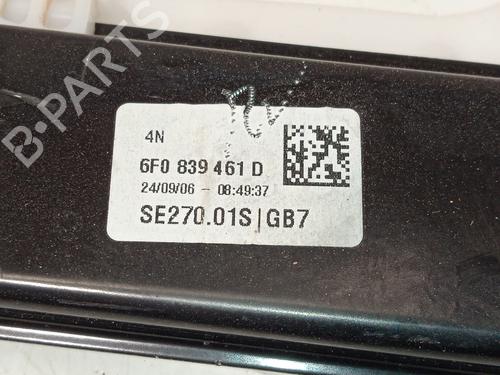 B-PARTS
4N
6F0 839 461 D
24/09/06 - 08:49:37
SE270.01S|GB7